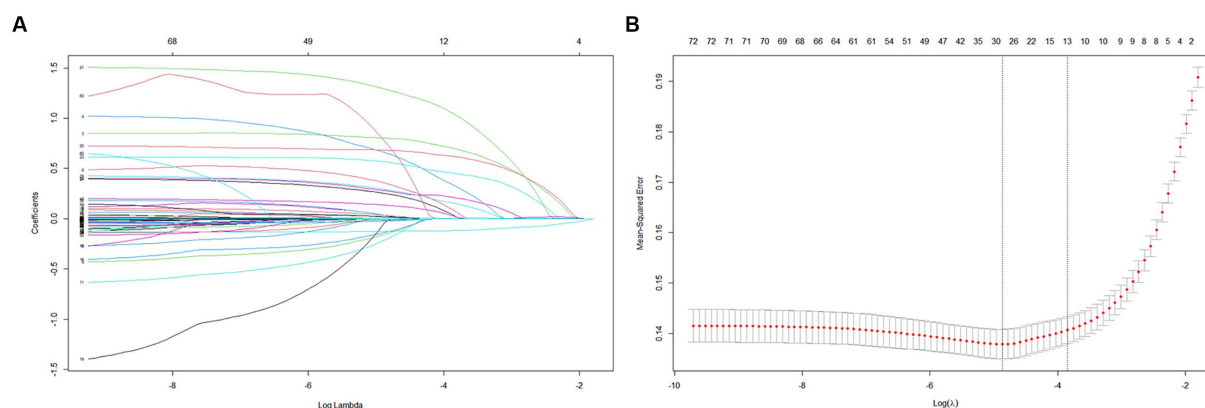 A
68 49 12 4
1.5
1.0
0.5
0.0
-0.5
-1.0
-1.5
Coefficients
21
4
3
11
-8 -6 -4 -2
Log Lambda
B
72 72 71 71 70 69 68 66 64 61 61 54 51 49 47 42 35 30 26 22 15 13 10 10 9 9 8 8 5 4 2
0.19
0.18
0.17
0.16
0.15
0.14
Mean-Squared Error
-10 -8 -6 -4 -2
Log(λ)